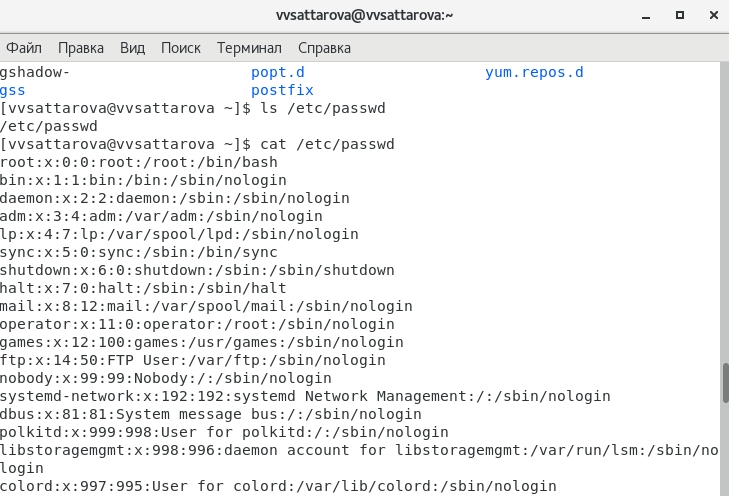 vvsattarova@vvsattarova:~
Файл Правка Вид Поиск Терминал Справка
gshadow- popt.d yum.repos.d
gss postfix
[vvsattarova@vvsattarova ~]$ ls /etc/passwd
/etc/passwd
[vvsattarova@vvsattarova ~]$ cat /etc/passwd
root:x:0:0:root:/root:/bin/bash
bin:x:1:1:bin:/bin:/sbin/nologin
daemon:x:2:2:daemon:/sbin:/sbin/nologin
adm:x:3:4:adm:/var/adm:/sbin/nologin
lp:x:4:7:lp:/var/spool/lpd:/sbin/nologin
sync:x:5:0:sync:/sbin:/bin/sync
shutdown:x:6:0:shutdown:/sbin:/sbin/shutdown
halt:x:7:0:halt:/sbin:/sbin/halt
mail:x:8:12:mail:/var/spool/mail:/sbin/nologin
operator:x:11:0:operator:/root:/sbin/nologin
games:x:12:100:games:/usr/games:/sbin/nologin
ftp:x:14:50:FTP User:/var/ftp:/sbin/nologin
nobody:x:99:99:Nobody:/:/sbin/nologin
systemd-network:x:192:192:systemd Network Management:/:/sbin/nologin
dbus:x:81:81:System message bus:/:/sbin/nologin
polkitd:x:999:998:User for polkitd:/:/sbin/nologin
libstoragemgmt:x:998:996:daemon account for libstoragemgmt:/var/run/lsm:/sbin/no
login
colord:x:997:995:User for colord:/var/lib/colord:/sbin/nologin